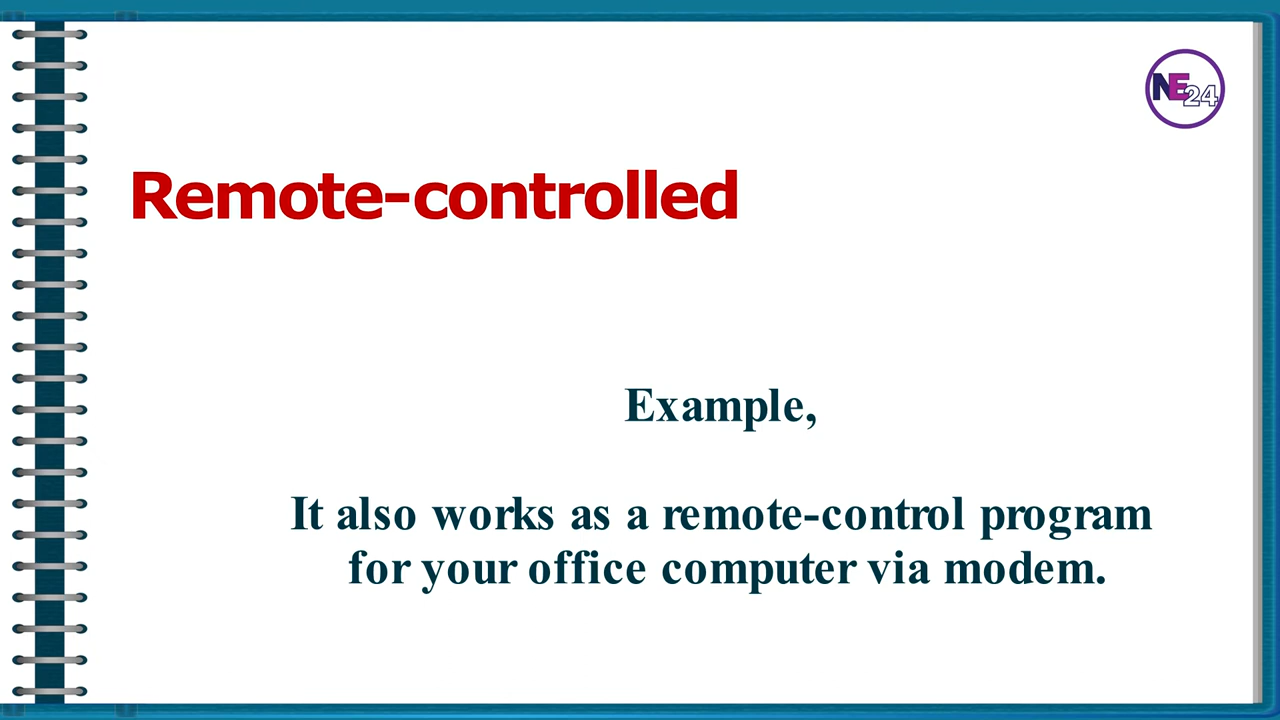 NE24
Remote-controlled
Example,
It also works as a remote-control program
for your office computer via modem.